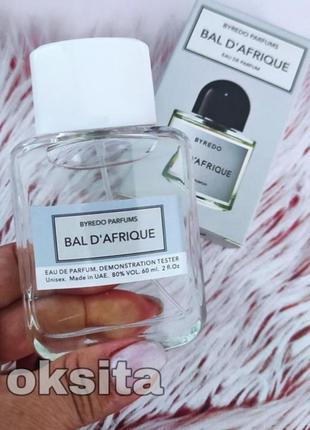 BYREDO PARFUMS
BAL D'AFRIQUE
EAU DE PARFUM
BYREDO
D'AFRIQUE
BYREDO PARFUMS
BAL D'AFRIQUE
EAU DE PARFUM. DEMONSTRATION TESTER
Unisex. Made in UAE. 80% VOL. 60 ml. 2 fl.Oz
oksita